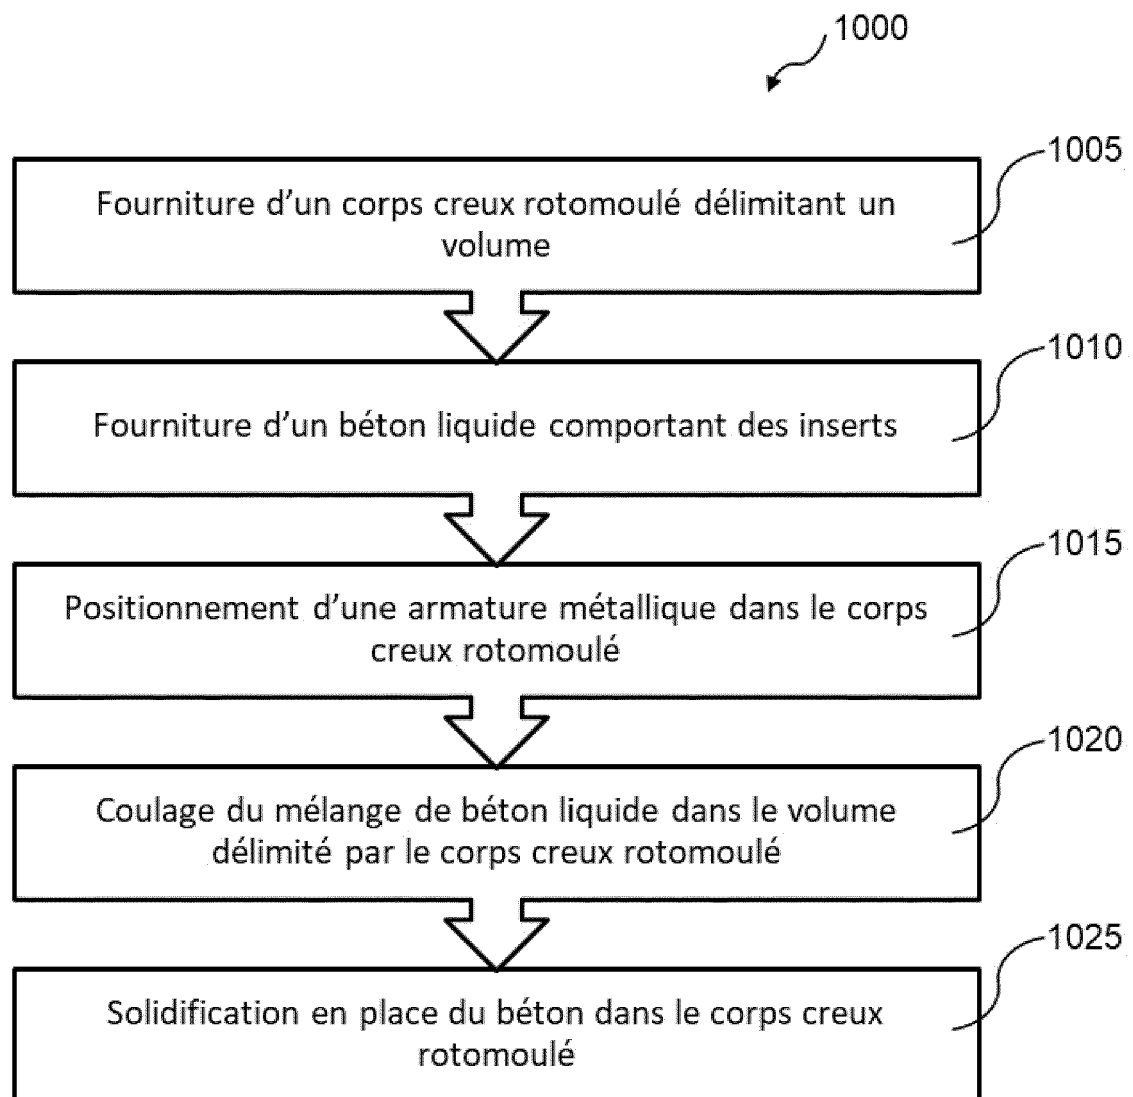 1000
1005
Fourniture d'un corps creux rotomoulé délimitant un
volume
1010
Fourniture d'un béton liquide comportant des inserts
1015
Positionnement d'une armature métallique dans le corps
creux rotomoulé
1020
Coulage du mélange de béton liquide dans le volume
délimité par le corps creux rotomoulé
1025
Solidification en place du béton dans le corps creux
rotomoulé